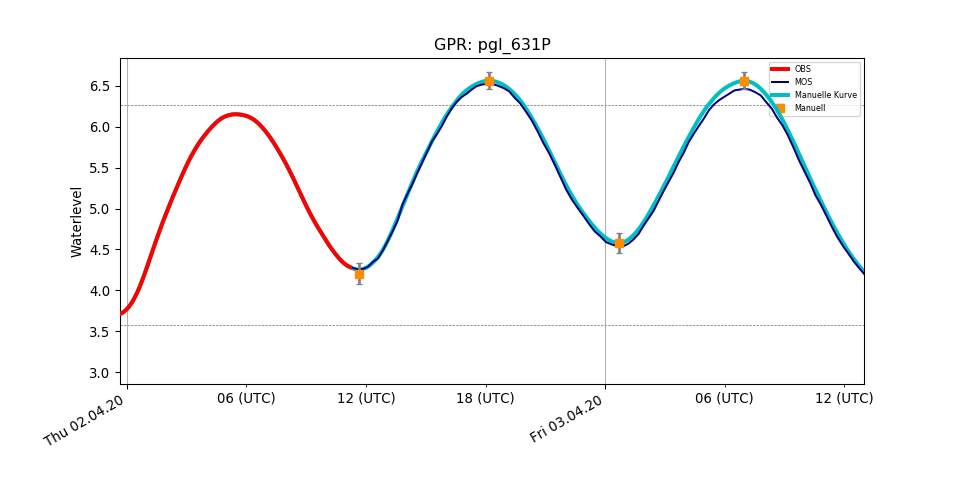 GPR: pgl_631P
OBS
MOS
Manuelle Kurve
Manuell
Waterlevel
6.5
6.0
5.5
5.0
4.5
4.0
3.5
3.0
Thu 02.04.20
06 (UTC)
12 (UTC)
18 (UTC)
Fri 03.04.20
06 (UTC)
12 (UTC)